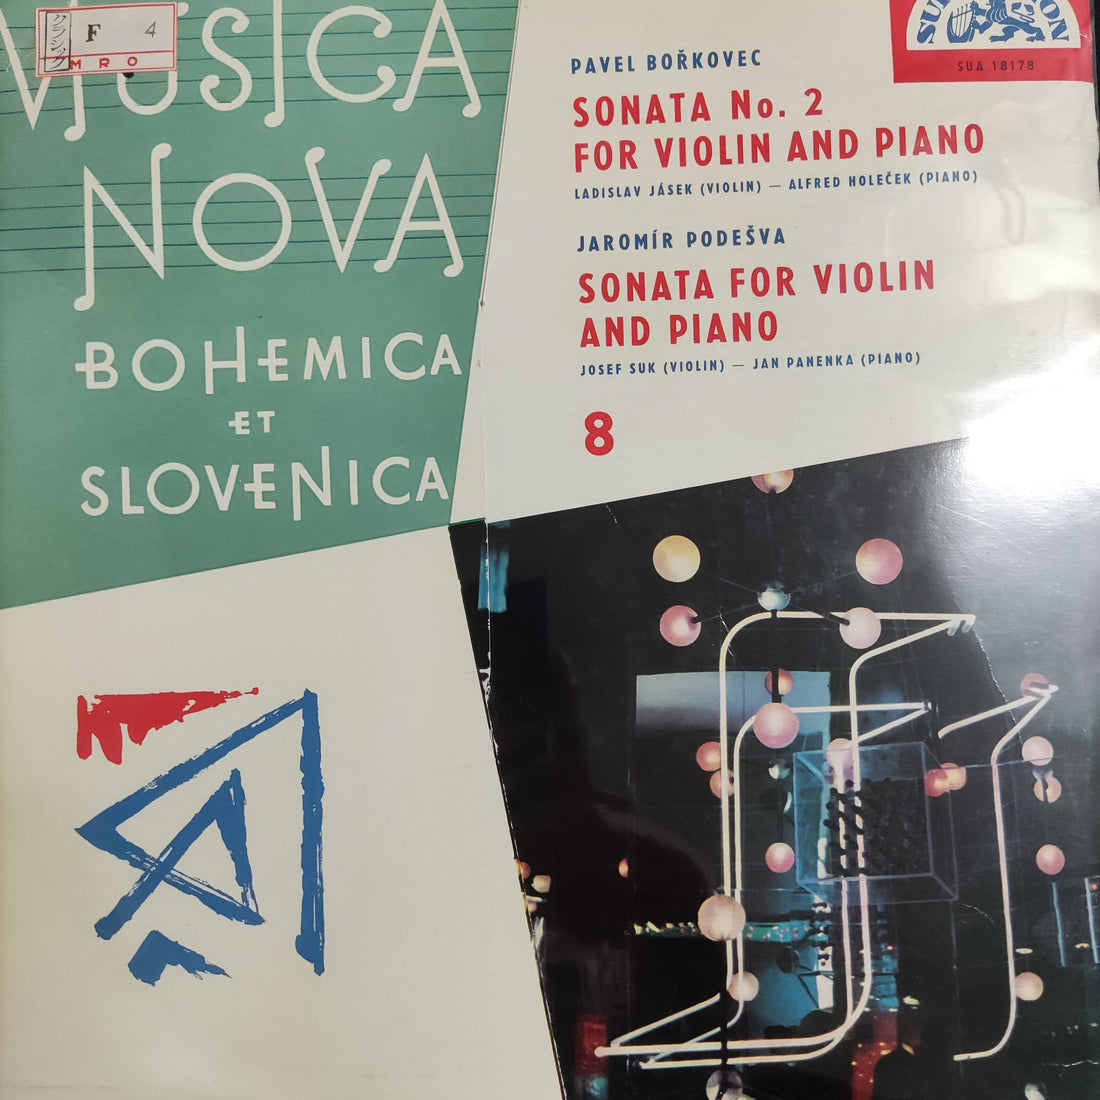 クラシック
F 4
MRO
MUSICA
NOVA
BOHEMICA
ET
SLOVENICA
SUPRAPHON
SUA 18178
PAVEL BOŘKOVEC
SONATA No. 2
FOR VIOLIN AND PIANO
LADISLAV JÁSEK (VIOLIN) — ALFRED HOLEČEK (PIANO)
JAROMÍR PODEŠVA
SONATA FOR VIOLIN
AND PIANO
JOSEF SUK (VIOLIN) — JAN PANENKA (PIANO)
8